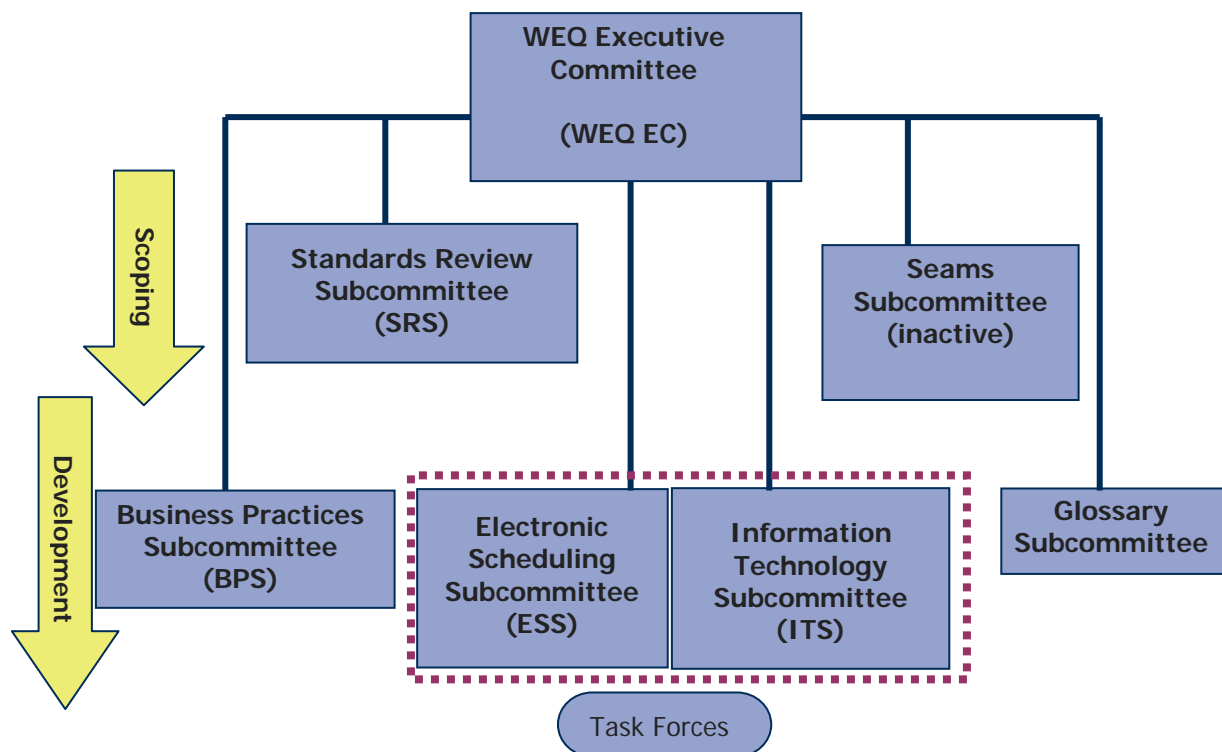 WEQ Executive
Committee
(WEQ EC)
Scoping
Standards Review
Subcommittee
(SRS)
Seams
Subcommittee
(inactive)
Development
Business Practices
Subcommittee
(BPS)
Electronic
Scheduling
Subcommittee
(ESS)
Information
Technology
Subcommittee
(ITS)
Glossary
Subcommittee
Task Forces